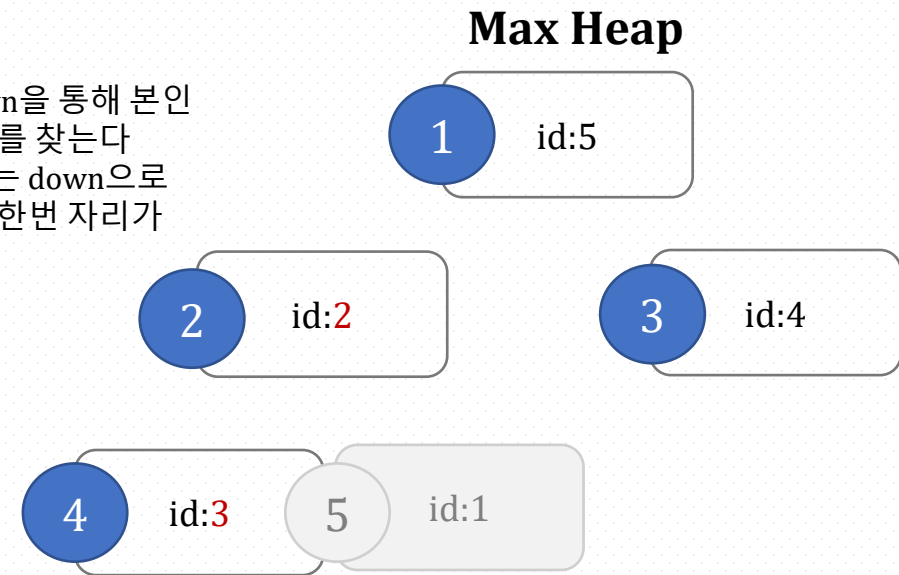 Max Heap
을 통해 본인
를 찾는다
는 down으로
한번 자리가
1
id:5
2
id:2
3
id:4
4
id:3
5
id:1